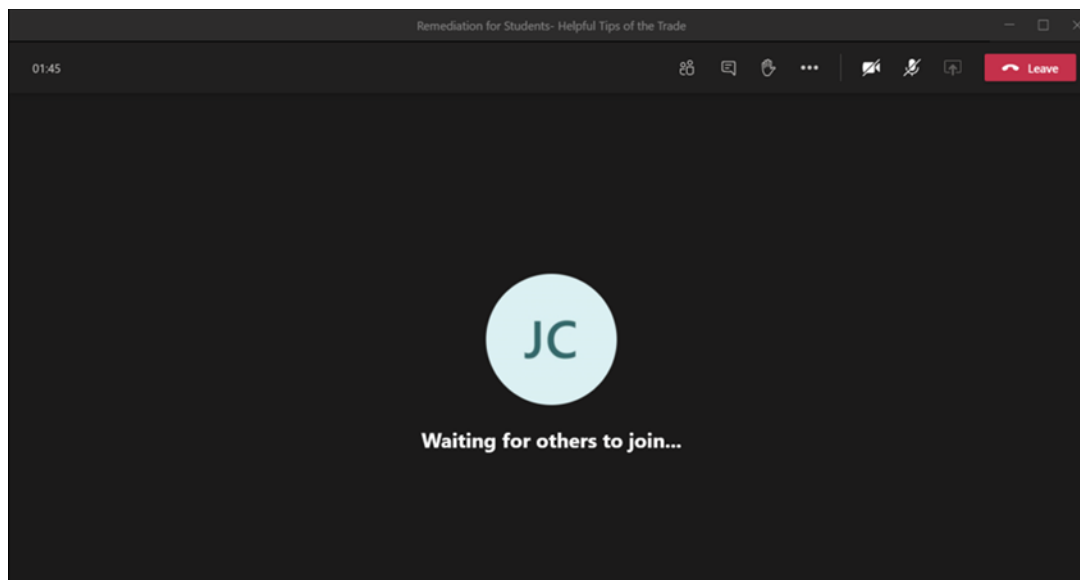 Remediation for Students- Helpful Tips of the Trade
01:45
Leave
JC
Waiting for others to join...